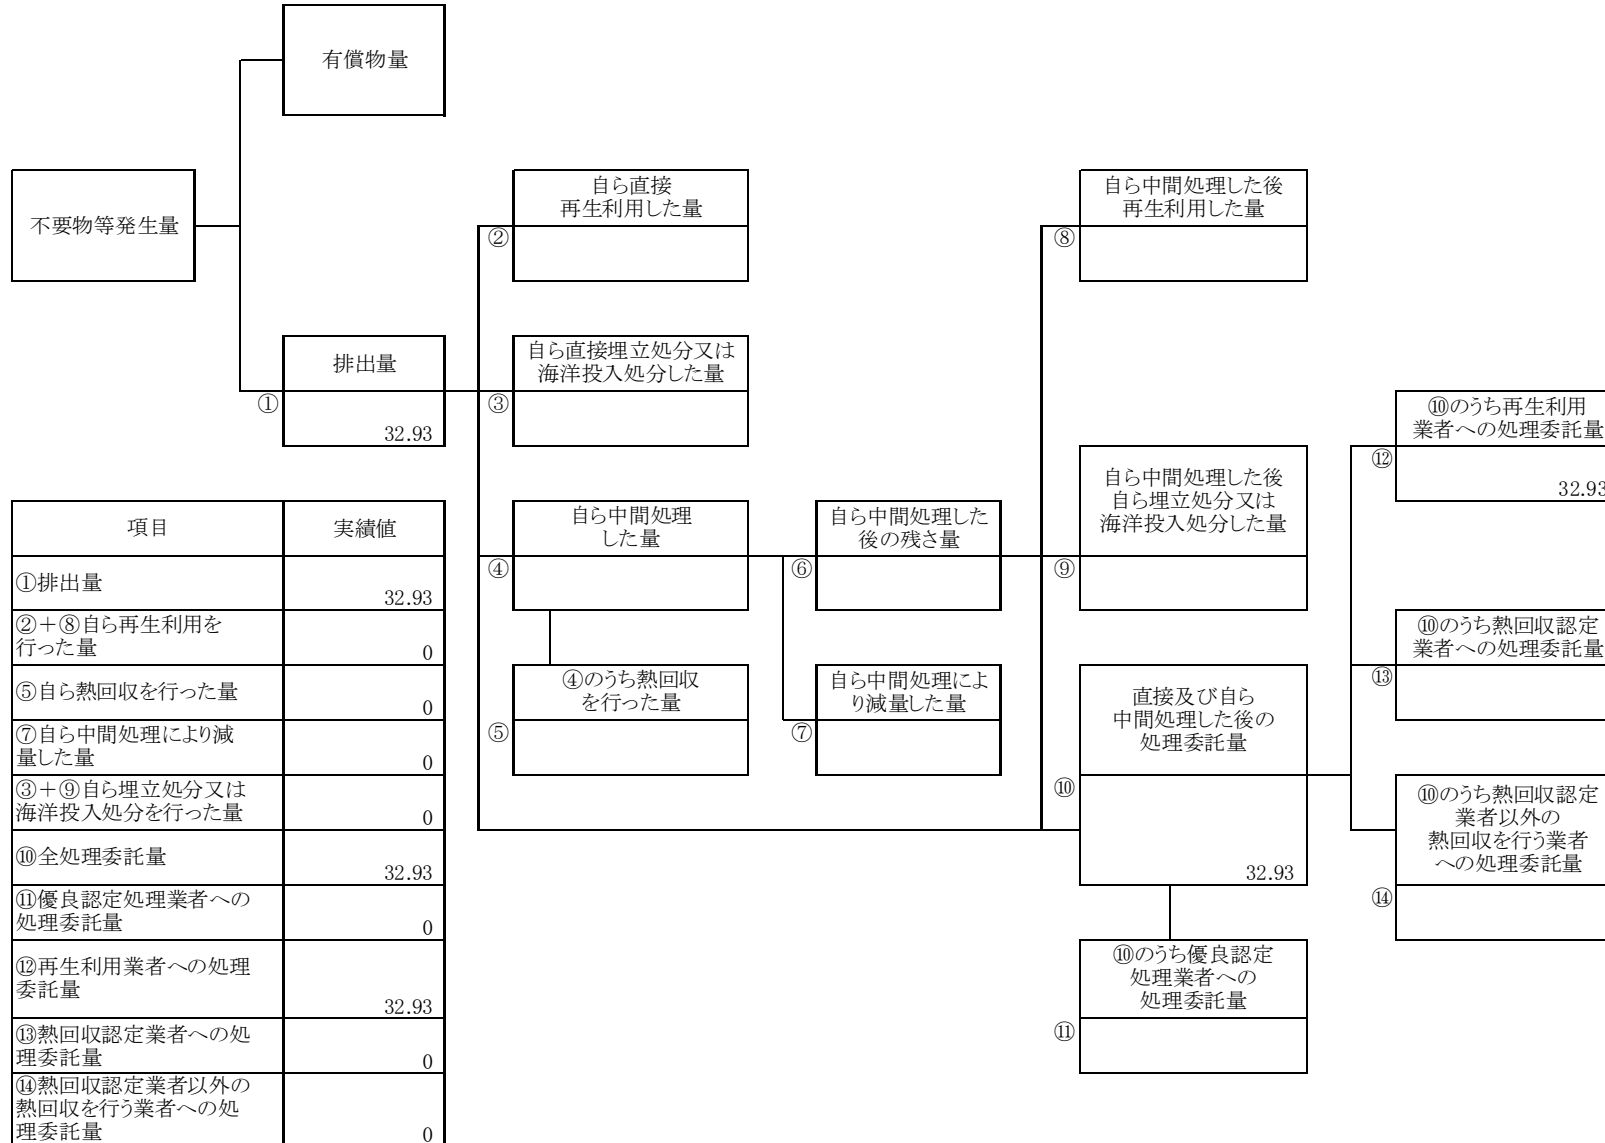 有償物量
不要物等発生量
自ら直接
再生利用した量
②
自ら中間処理した後
再生利用した量
⑧
排出量
①
32.93
自ら直接埋立処分又は
海洋投入処分した量
③
⑩のうち再生利用
業者への処理委託量
⑫
32.93
自ら中間処理した後
自ら埋立処分又は
海洋投入処分した量
⑨
自ら中間処理
した量
④
自ら中間処理した
後の残さ量
⑥
⑩のうち熱回収認定
業者への処理委託量
⑬
④のうち熱回収
を行った量
⑤
自ら中間処理によ
り減量した量
⑦
直接及び自ら
中間処理した後の
処理委託量
⑩
32.93
⑩のうち熱回収認定
業者以外の
熱回収を行う業者
への処理委託量
⑭
⑩のうち優良認定
処理業者への
処理委託量
⑪
項目 実績値
①排出量
32.93
②＋⑧自ら再生利用を
行った量
0
⑤自ら熱回収を行った量
0
⑦自ら中間処理により減
量した量
0
③＋⑨自ら埋立処分又は
海洋投入処分を行った量
0
⑩全処理委託量
32.93
⑪優良認定処理業者への
処理委託量
0
⑫再生利用業者への処理
委託量
32.93
⑬熱回収認定業者への処
理委託量
0
⑭熱回収認定業者以外の
熱回収を行う業者への処
理委託量
0